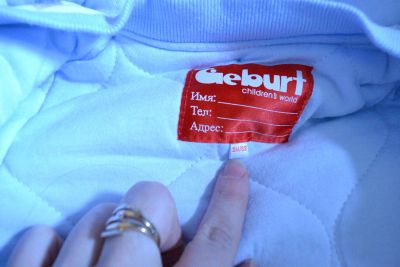 Geburt
children's world
Имя:
Тел:
Адрес: